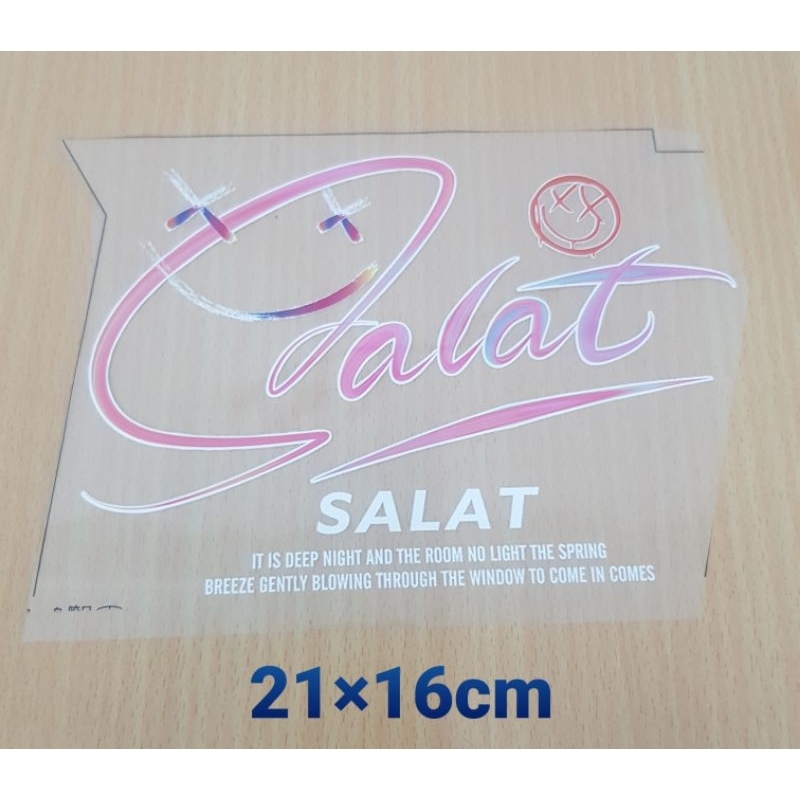 Salat
SALAT
IT IS DEEP NIGHT AND THE ROOM NO LIGHT THE SPRING
BREEZE GENTLY BLOWING THROUGH THE WINDOW TO COME IN COMES
21×16cm